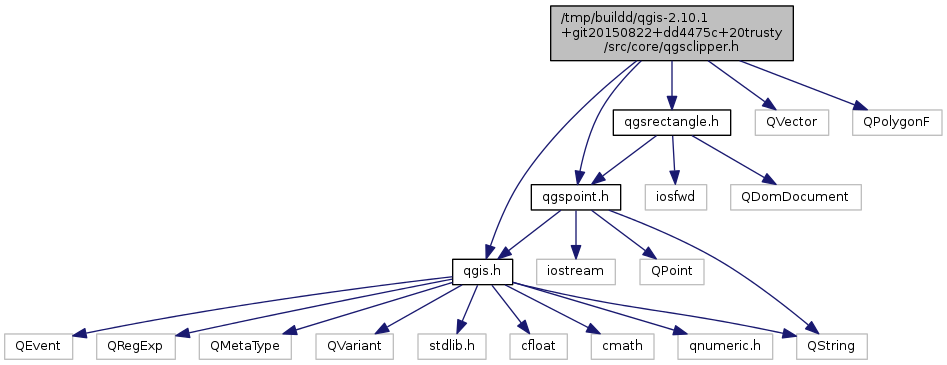 /tmp/buildd/qgis-2.10.1
+git20150822+dd4475c+20trusty
/src/core/qgsclipper.h
qgsrectangle.h
QVector
QPolygonF
qgspoint.h
iosfwd
QDomDocument
qgis.h
iostream
QPoint
QEvent
QRegExp
QMetaType
QVariant
stdlib.h
cfloat
cmath
qnumeric.h
QString